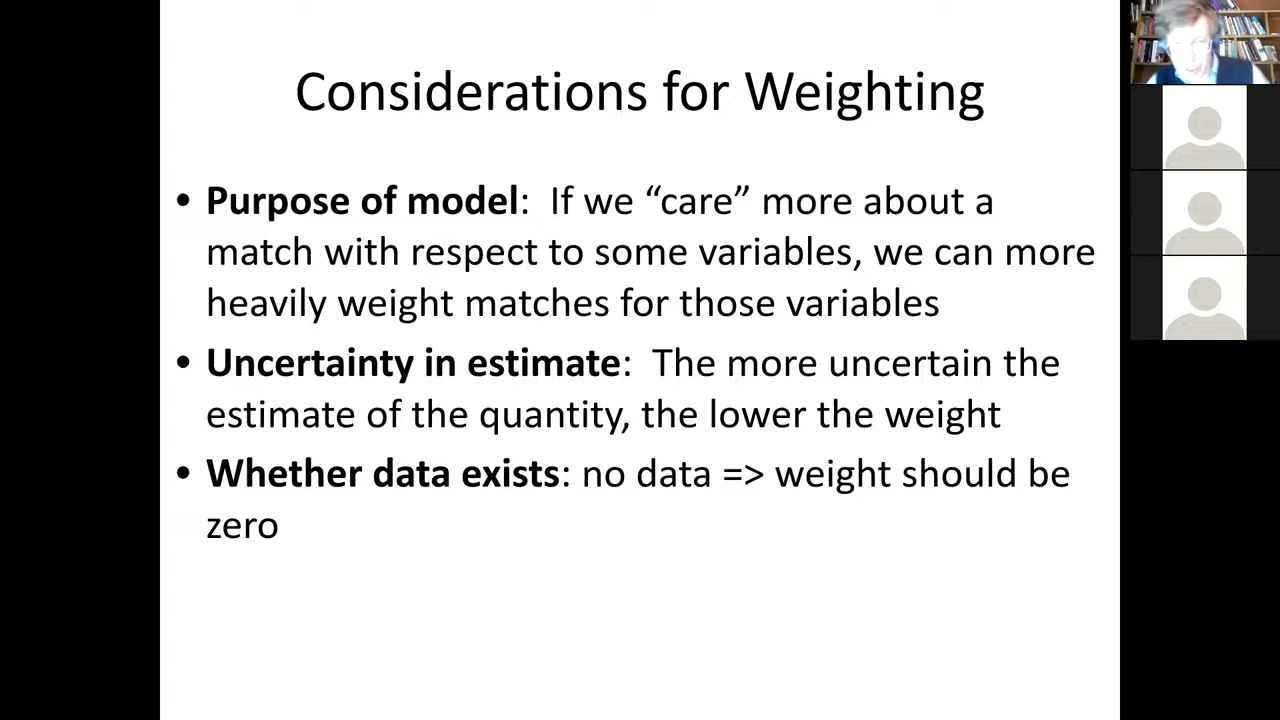 Considerations for Weighting
• Purpose of model:  If we “care” more about a
match with respect to some variables, we can more
heavily weight matches for those variables
• Uncertainty in estimate:  The more uncertain the
estimate of the quantity, the lower the weight
• Whether data exists: no data => weight should be
zero